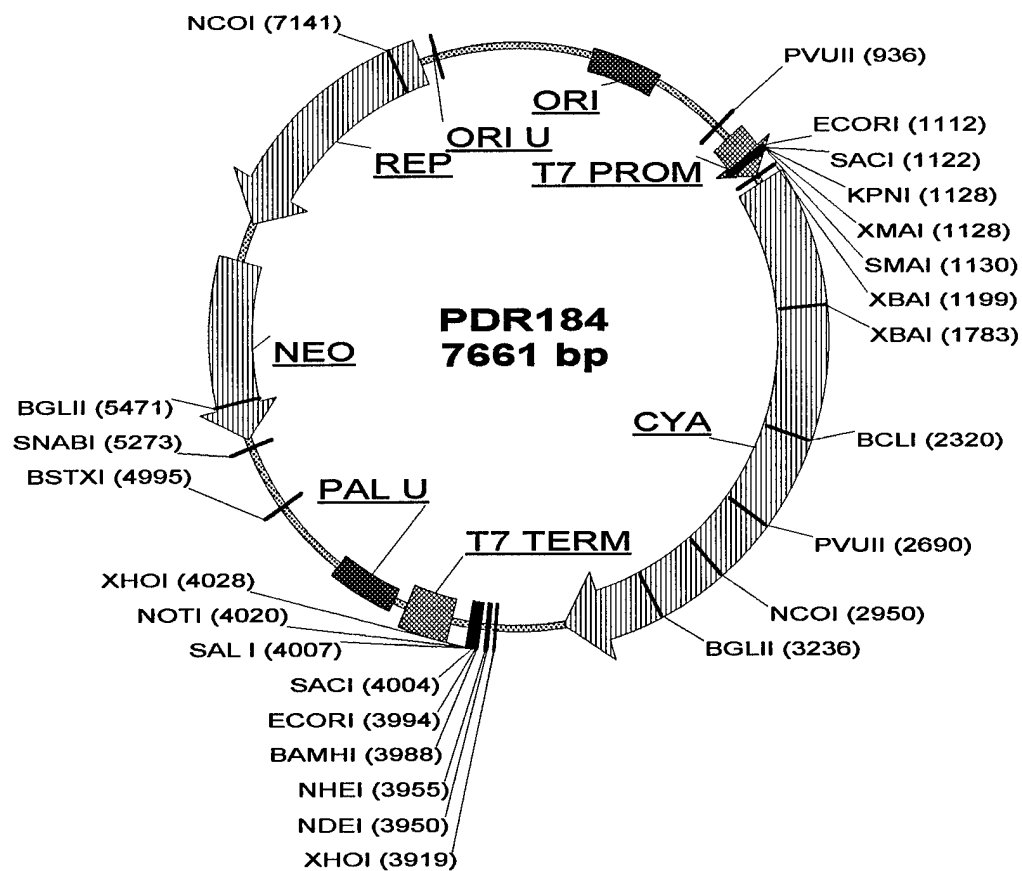 NCOI (7141)
PVUII (936)
ORI
ECORI (1112)
ORI U
SACI (1122)
REP
T7 PROM
KPNI (1128)
XMAI (1128)
SMAI (1130)
XBAI (1199)
PDR184
XBAI (1783)
7661 bp
NEO
BGLII (5471)
CYA
SNABI (5273)
BCLI (2320)
BSTXI (4995)
PAL U
T7 TERM
PVUII (2690)
XHOI (4028)
NOTI (4020)
NCOI (2950)
SAL I (4007)
BGLII (3236)
SACI (4004)
ECORI (3994)
BAMHI (3988)
NHEI (3955)
NDEI (3950)
XHOI (3919)